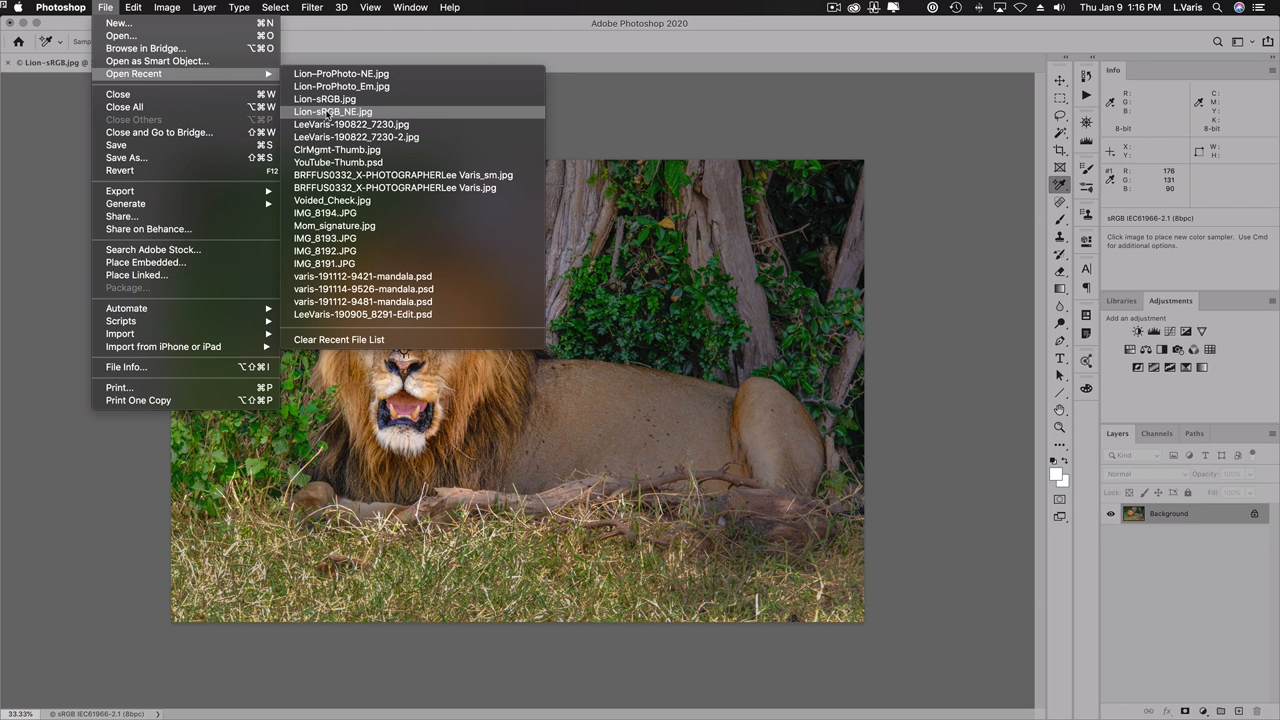 Photoshop File Edit Image Layer Type Select Filter 3D View Window Help Thu Jan 9 1:16 PM L.Varis
Adobe Photoshop 2020
Samp
© Lion-sRGB.jpg @
New... ⌘N
Open... ⌘O
Browse in Bridge... ⌥⌘O
Open as Smart Object...
Open Recent ▶
Close ⌘W
Close All ⌥⌘W
Close Others ⌥⌘P
Close and Go to Bridge... ⇧⌘W
Save ⌘S
Save As... ⇧⌘S
Revert F12
Export ▶
Generate ▶
Share...
Share on Behance...
Search Adobe Stock...
Place Embedded...
Place Linked...
Package...
Automate ▶
Scripts ▶
Import ▶
Import from iPhone or iPad ▶
File Info... ⌥⇧⌘I
Print... ⌘P
Print One Copy ⌥⇧⌘P
Lion–ProPhoto-NE.jpg
Lion-ProPhoto_Em.jpg
Lion-sRGB.jpg
Lion-sRGB_NE.jpg
LeeVaris-190822_7230.jpg
LeeVaris-190822_7230-2.jpg
ClrMgmt-Thumb.jpg
YouTube-Thumb.psd
BRFFUS0332_X-PHOTOGRAPHERLee Varis_sm.jpg
BRFFUS0332_X-PHOTOGRAPHERLee Varis.jpg
Voided_Check.jpg
IMG_8194.JPG
Mom_signature.jpg
IMG_8193.JPG
IMG_8192.JPG
IMG_8191.JPG
varis-191112-9421-mandala.psd
varis-191114-9526-mandala.psd
varis-191112-9481-mandala.psd
LeeVaris-190905_8291-Edit.psd
Clear Recent File List
Info
R:
G:
B:
8-bit
C:
M:
Y:
K:
8-bit
X:
Y:
W:
H:
#1 R: 176
G: 131
B: 90
sRGB IEC61966-2.1 (8bpc)
Click image to place new color sampler. Use Cmd
for additional options.
Libraries Adjustments
Add an adjustment
Layers Channels Paths
Kind
Normal Opacity: 100%
Lock: Fill: 100%
Background
33.33% © sRGB IEC61966-2.1 (8bpc)